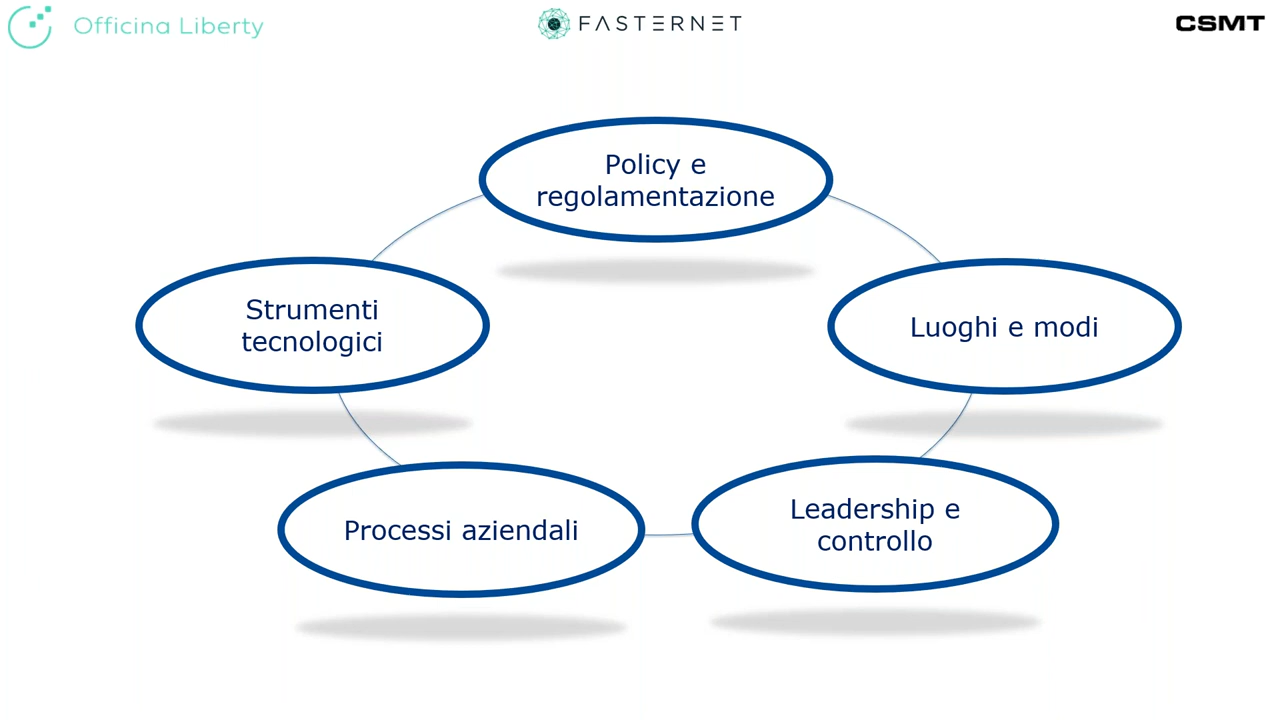 Officina Liberty
FASTERNET
CSMT
Policy e
regolamentazione
Strumenti
tecnologici
Luoghi e modi
Processi aziendali
Leadership e
controllo